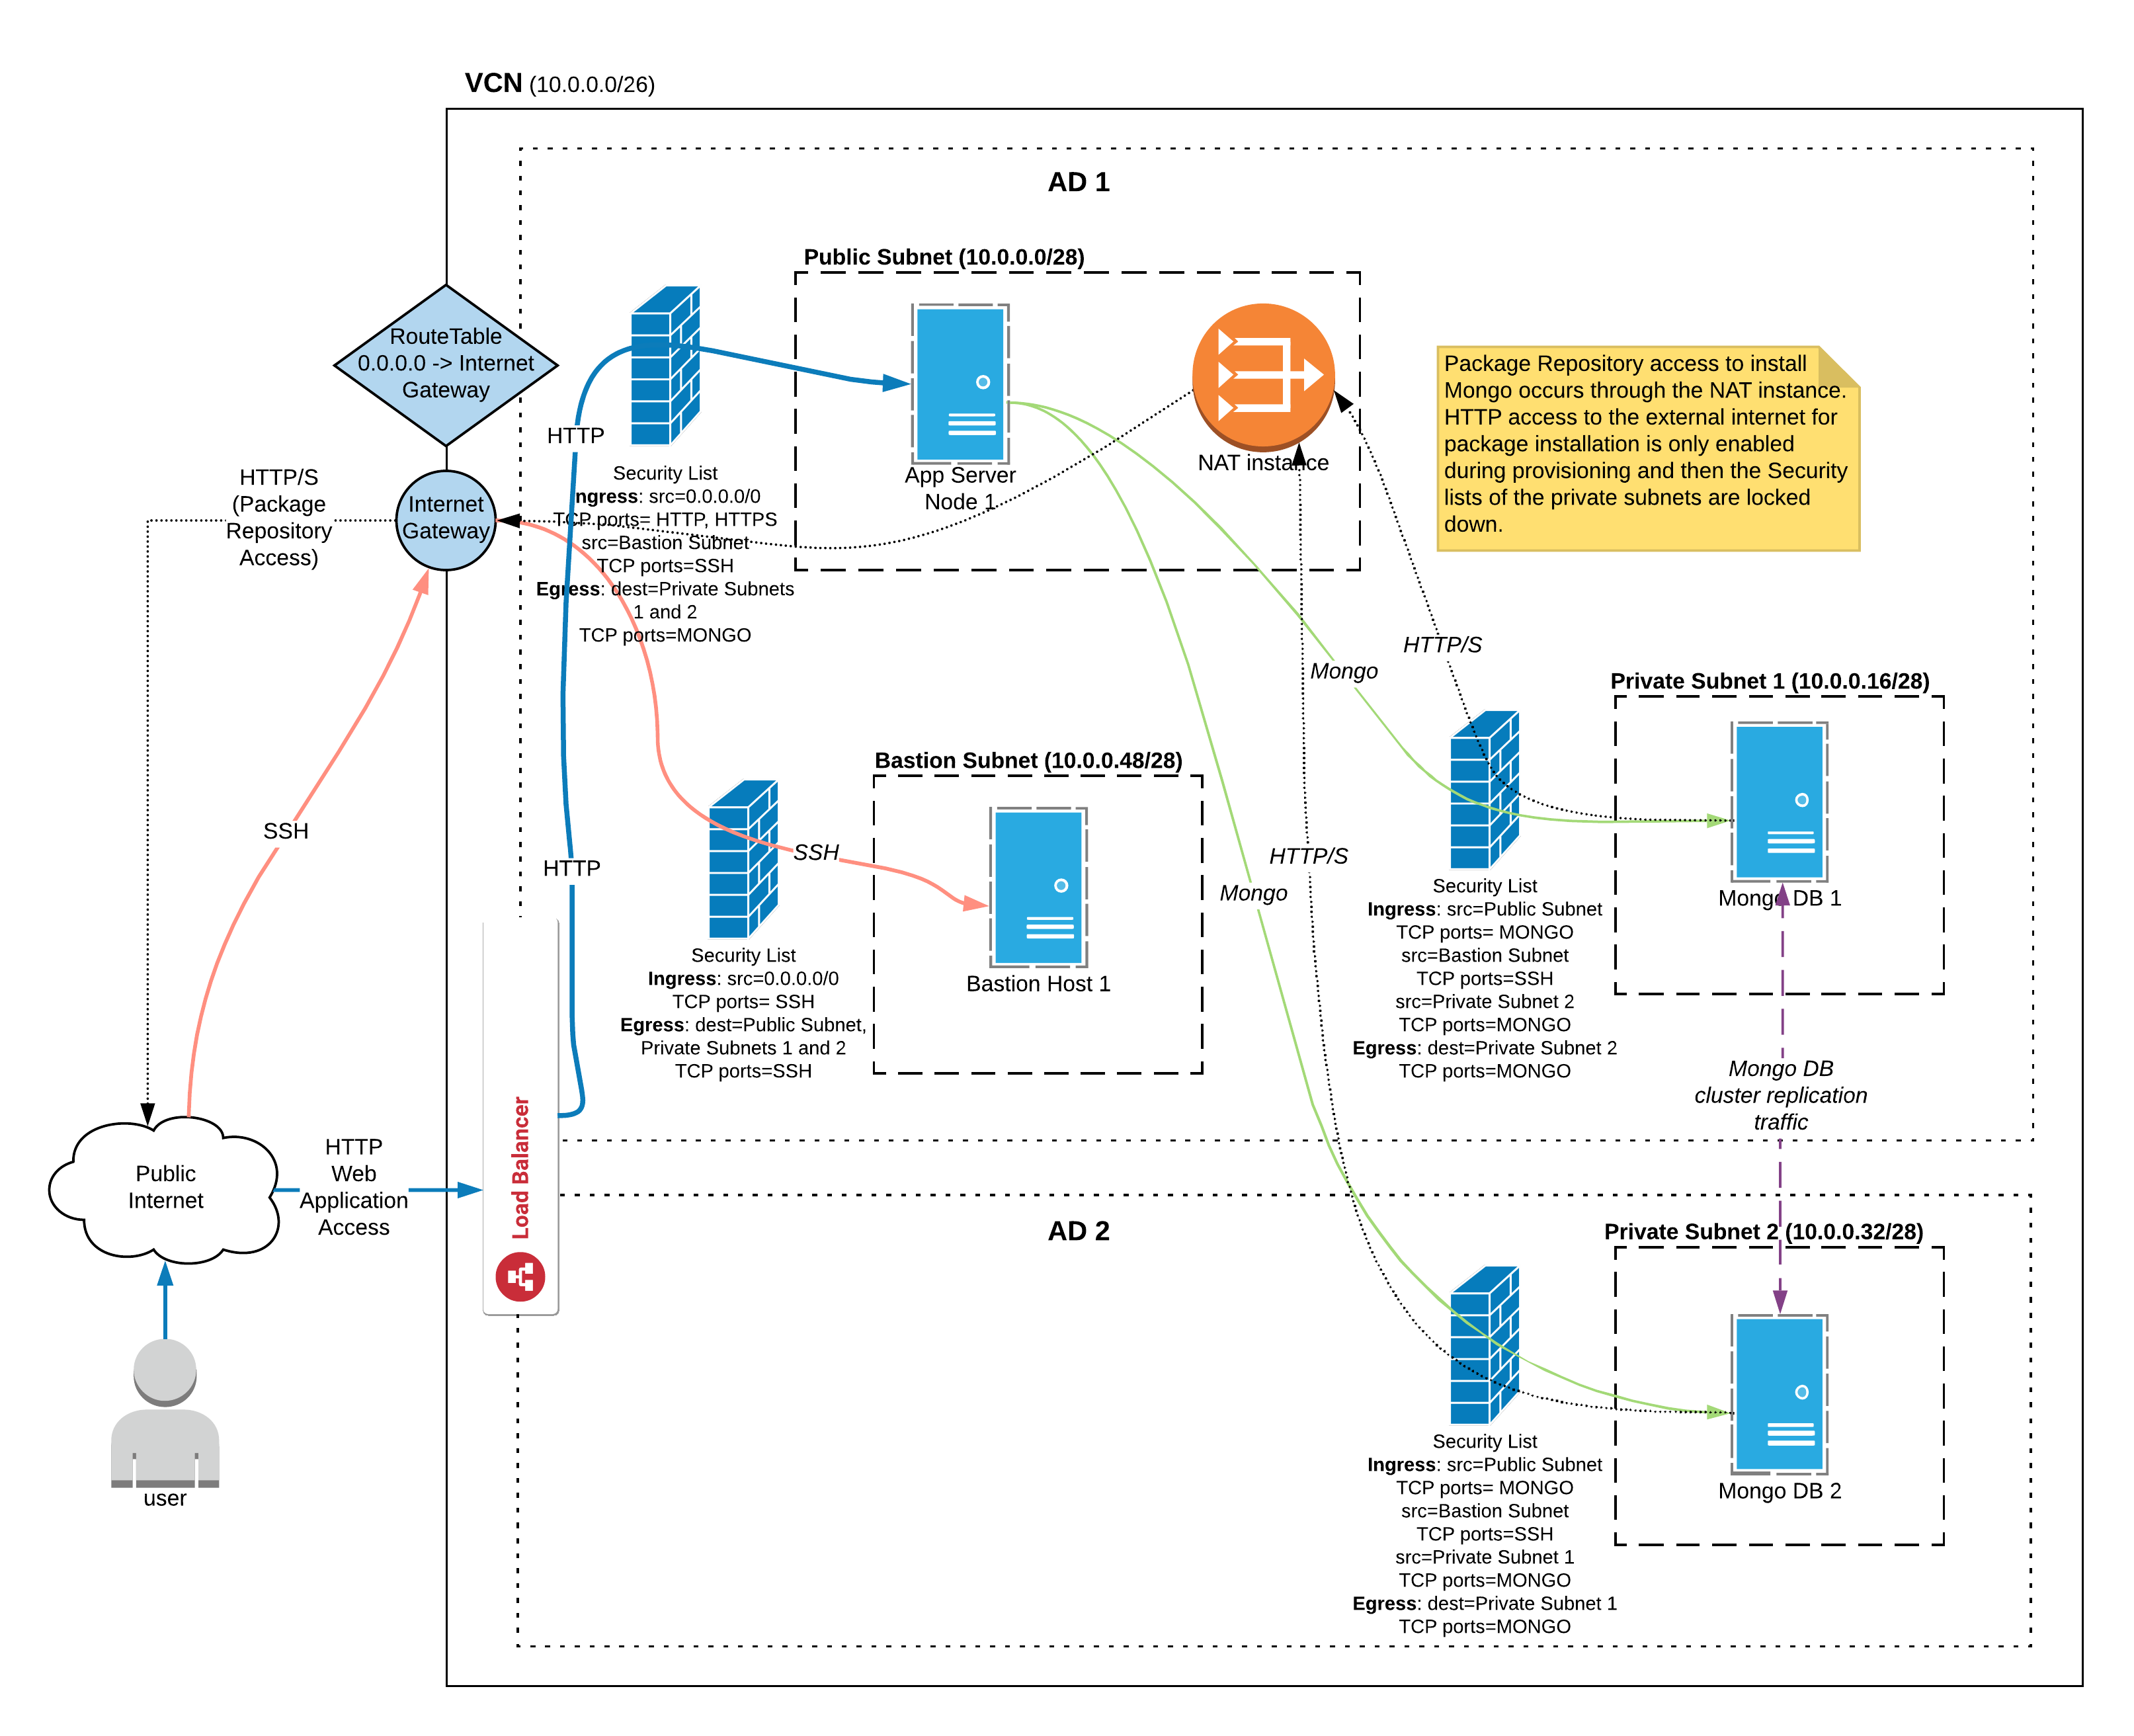 VCN (10.0.0.0/26)
AD 1
Public Subnet (10.0.0.0/28)
RouteTable
0.0.0.0 -> Internet
Gateway
Internet
Gateway
HTTP/S
(Package
Repository
Access)
HTTP
Security List
ngress: src=0.0.0.0/0
TCP ports= HTTP, HTTPS
src=Bastion Subnet
TCP ports=SSH
Egress: dest=Private Subnets
1 and 2
TCP ports=MONGO
App Server
Node 1
NAT instance
Package Repository access to install
Mongo occurs through the NAT instance.
HTTP access to the external internet for
package installation is only enabled
during provisioning and then the Security
lists of the private subnets are locked
down.
HTTP/S
Mongo
Private Subnet 1 (10.0.0.16/28)
Bastion Subnet (10.0.0.48/28)
SSH
SSH
HTTP
HTTP/S
Mongo
Security List
Ingress: src=0.0.0.0/0
TCP ports= SSH
Egress: dest=Public Subnet,
Private Subnets 1 and 2
TCP ports=SSH
Bastion Host 1
Security List
Ingress: src=Public Subnet
TCP ports= MONGO
src=Bastion Subnet
TCP ports=SSH
src=Private Subnet 2
TCP ports=MONGO
Egress: dest=Private Subnet 2
TCP ports=MONGO
Mongo DB 1
Mongo DB
cluster replication
traffic
Public
Internet
HTTP
Web
Application
Access
Load Balancer
user
AD 2
Private Subnet 2 (10.0.0.32/28)
Security List
Ingress: src=Public Subnet
TCP ports= MONGO
src=Bastion Subnet
TCP ports=SSH
src=Private Subnet 1
TCP ports=MONGO
Egress: dest=Private Subnet 1
TCP ports=MONGO
Mongo DB 2